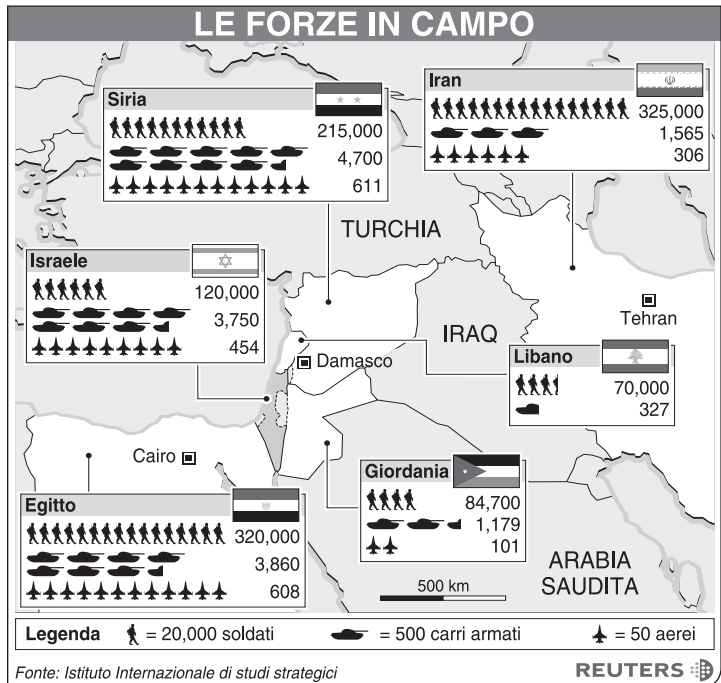 LE FORZE IN CAMPO
Siria
215,000
4,700
611
Iran
325,000
1,565
306
TURCHIA
Israele
120,000
3,750
454
IRAQ
Tehran
Damasco
Libano
70,000
327
Cairo
Egitto
320,000
3,860
608
Giordania
84,700
1,179
101
ARABIA
SAUDITA
500 km
Legenda = 20,000 soldati = 500 carri armati = 50 aerei
Fonte: Istituto Internazionale di studi strategici
REUTERS